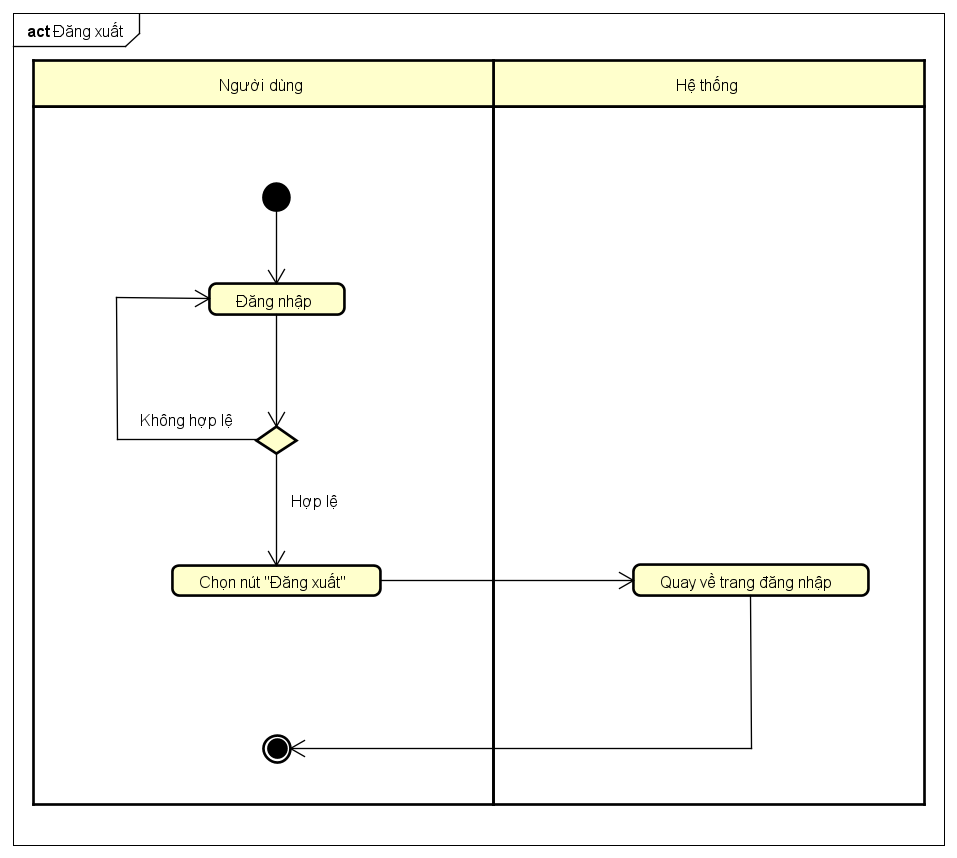 act Đăng xuất
Người dùng
Hệ thống
Đăng nhập
Không hợp lệ
Hợp lệ
Chọn nút "Đăng xuất"
Quay về trang đăng nhập